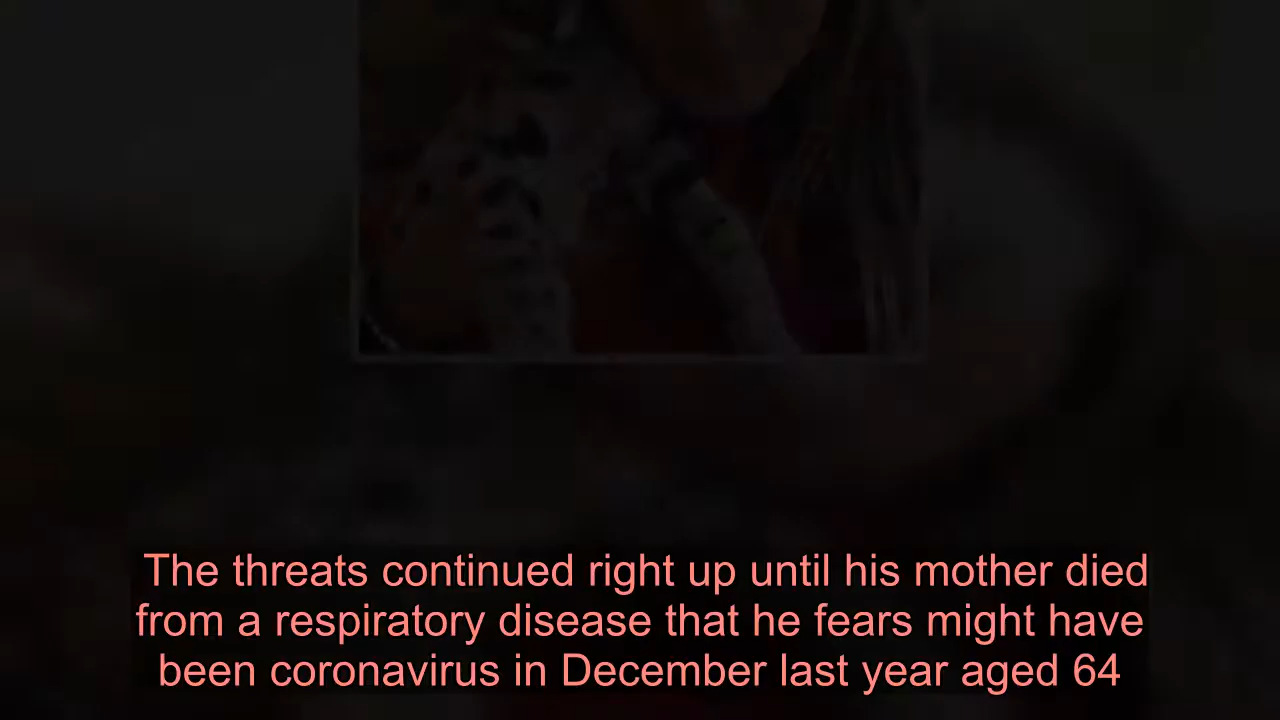 The threats continued right up until his mother died
from a respiratory disease that he fears might have
been coronavirus in December last year aged 64